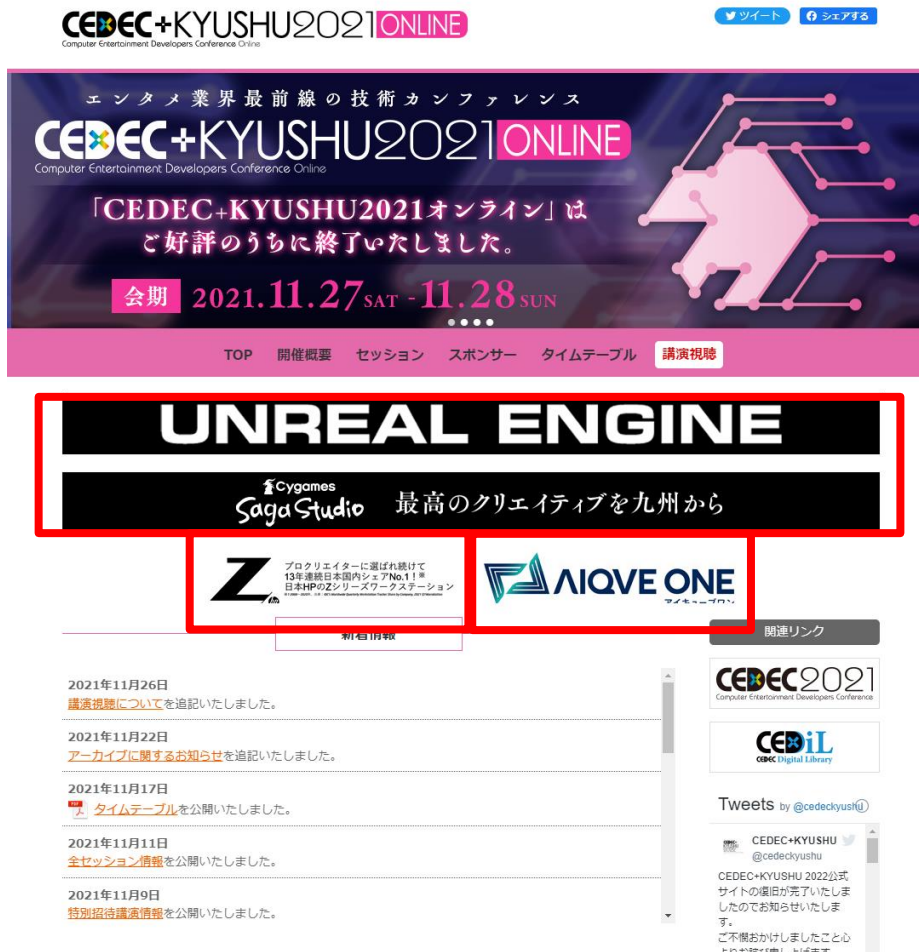 CEDEC+KYUSHU2021 ONLINE
Computer Entertainment Developers Conference Online
ツイート
シェアする
エンタメ業界最前線の技術カンファレンス
CEDEC+KYUSHU2021 ONLINE
Computer Entertainment Developers Conference Online
「CEDEC+KYUSHU2021オンライン」は
ご好評のうちに終了いたしました。
会期 2021.11.27SAT - 11.28SUN
TOP 開催概要 セッション スポンサー タイムテーブル 講演視聴
UNREAL ENGINE
Cygames
Saga Studio 最高のクリエイティブを九州から
Z
by HP
プロクリエイターに選ばれ続けて
13年連続日本国内シェアNo.1！※
日本HPのZシリーズワークステーション
AIQVE ONE
アイキューブワン
新着情報
2021年11月26日
講演視聴についてを追記いたしました。
2021年11月22日
アーカイブに関するお知らせを追記いたしました。
2021年11月17日
タイムテーブルを公開いたしました。
2021年11月11日
全セッション情報を公開いたしました。
2021年11月9日
特別招待講演情報を公開いたしました。
関連リンク
CEDEC2021
Computer Entertainment Developers Conference
CEDiL
CEDEC Digital Library
Tweets by @cedeckyushu
CEDEC+KYUSHU
@cedeckyushu
CEDEC+KYUSHU 2022公式
サイトの復旧が完了いたしま
したのでお知らせいたしま
す。
ご不便おかけしましたこと心
よりお詫び申し上げます